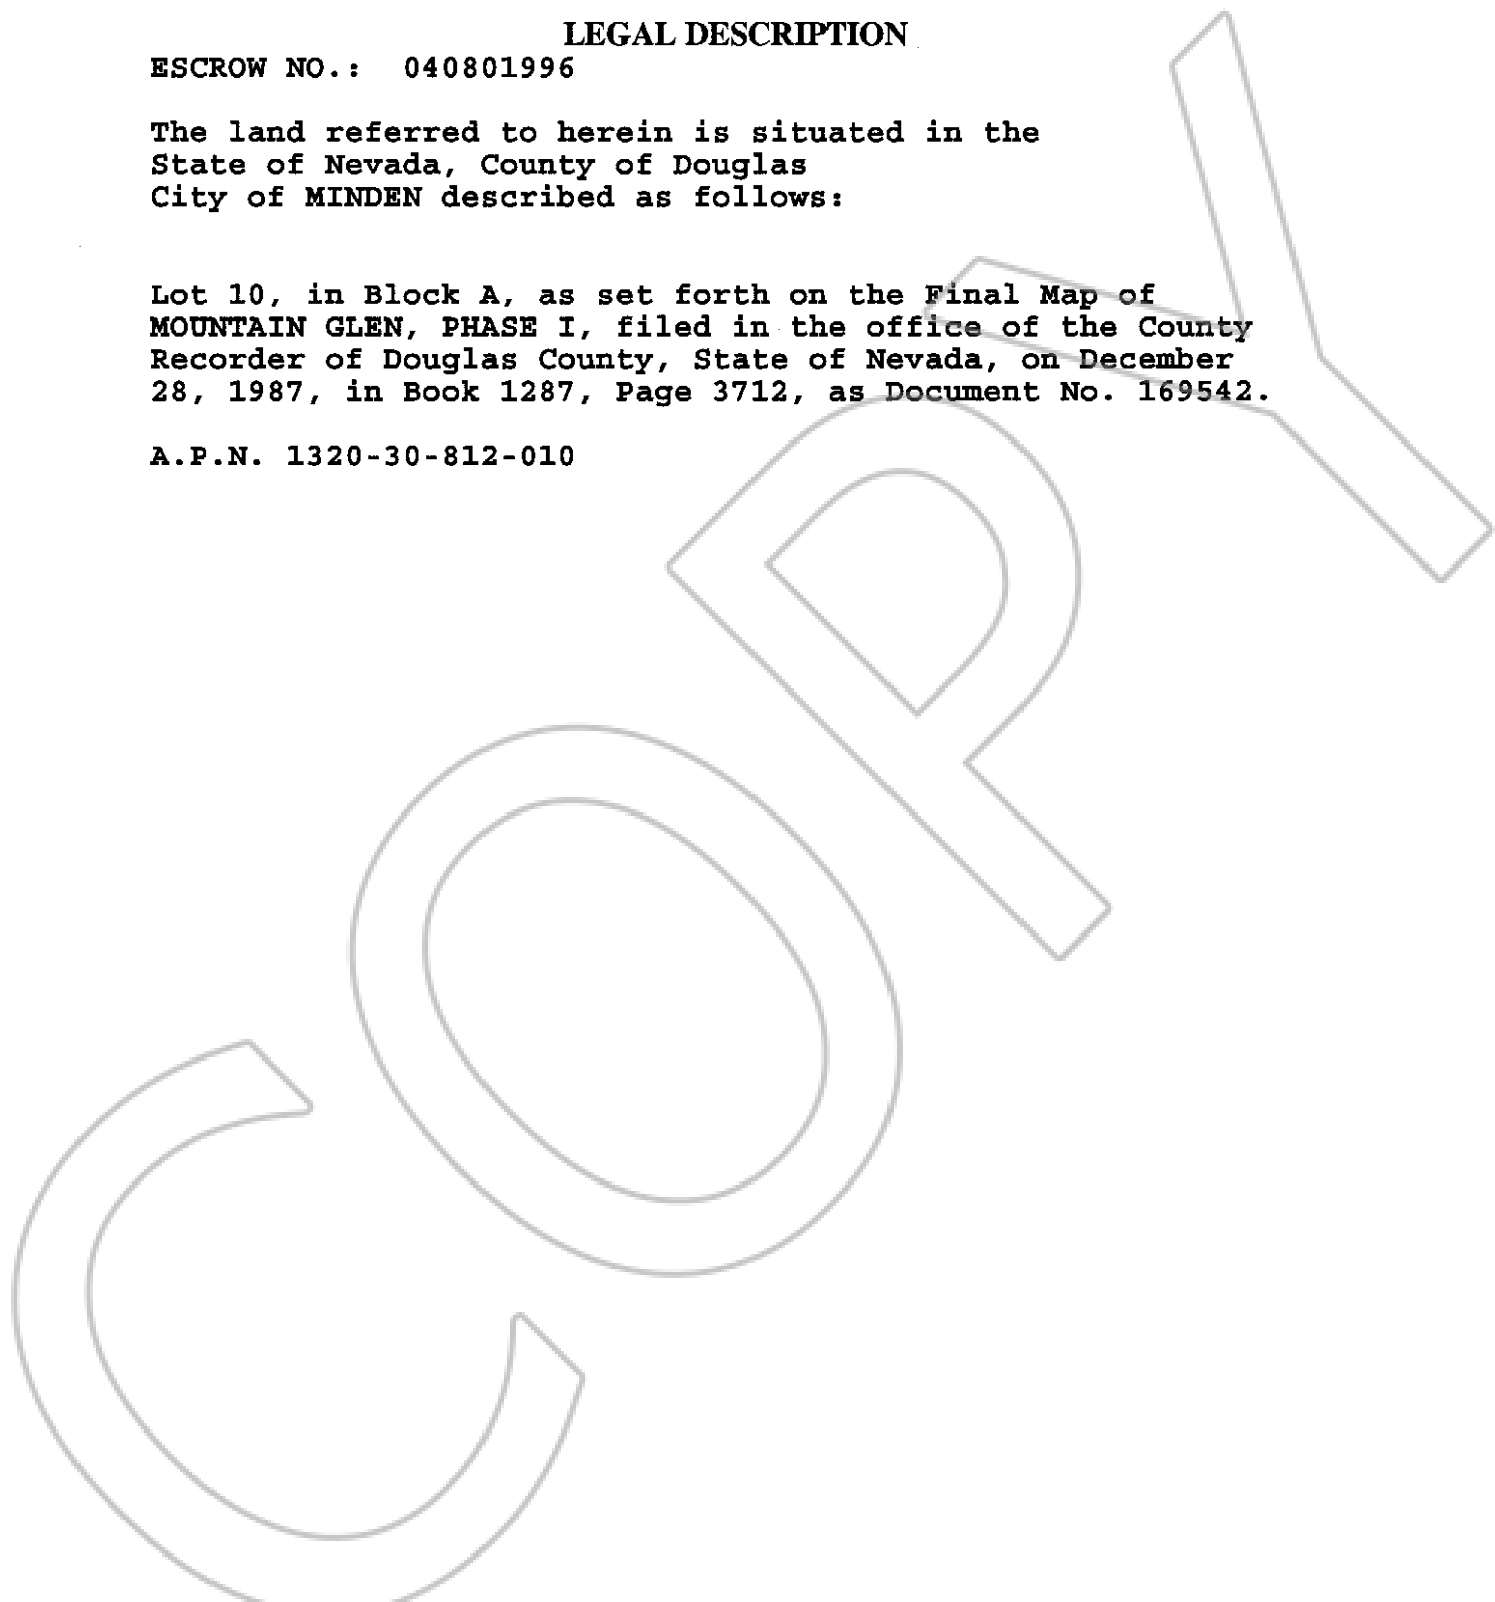 LEGAL DESCRIPTION
ESCROW NO.: 040801996
The land referred to herein is situated in the
State of Nevada, County of Douglas
City of MINDEN described as follows:
Lot 10, in Block A, as set forth on the Final Map of
MOUNTAIN GLEN, PHASE I, filed in the office of the County
Recorder of Douglas County, State of Nevada, on December
28, 1987, in Book 1287, Page 3712, as Document No. 169542.
A.P.N. 1320-30-812-010
COPY